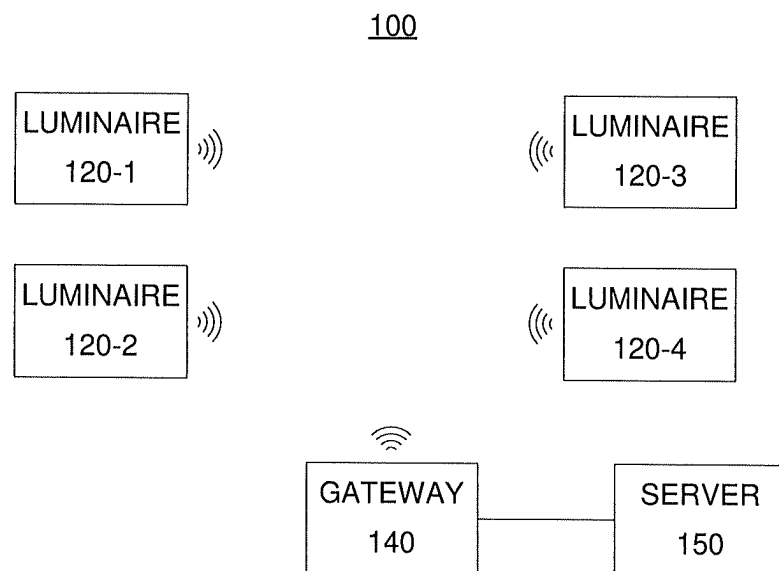 100
LUMINAIRE
120-1
LUMINAIRE
120-3
LUMINAIRE
120-2
LUMINAIRE
120-4
GATEWAY
140
SERVER
150